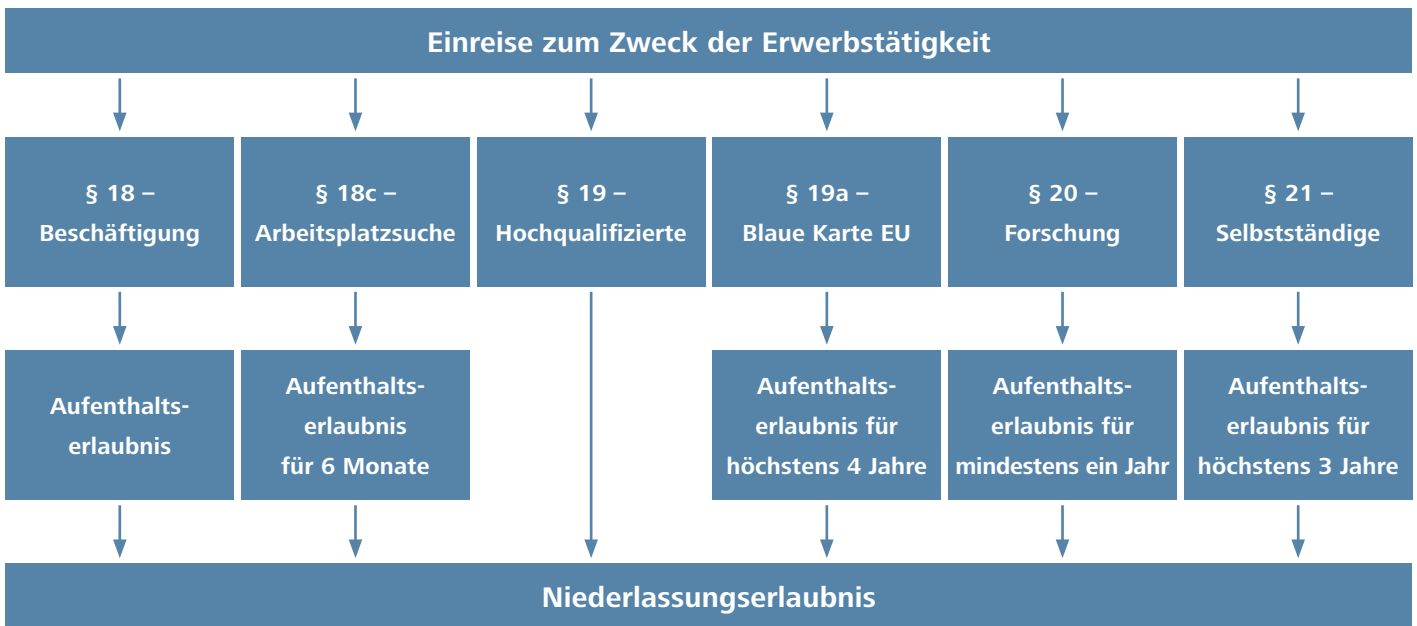 Einreise zum Zweck der Erwerbstätigkeit
§ 18 –
Beschäftigung
§ 18c –
Arbeitsplatzsuche
§ 19 –
Hochqualifizierte
§ 19a –
Blaue Karte EU
§ 20 –
Forschung
§ 21 –
Selbstständige
Aufenthalts-
erlaubnis
Aufenthalts-
erlaubnis
für 6 Monate
Aufenthalts-
erlaubnis für
höchstens 4 Jahre
Aufenthalts-
erlaubnis für
mindestens ein Jahr
Aufenthalts-
erlaubnis für
höchstens 3 Jahre
Niederlassungserlaubnis